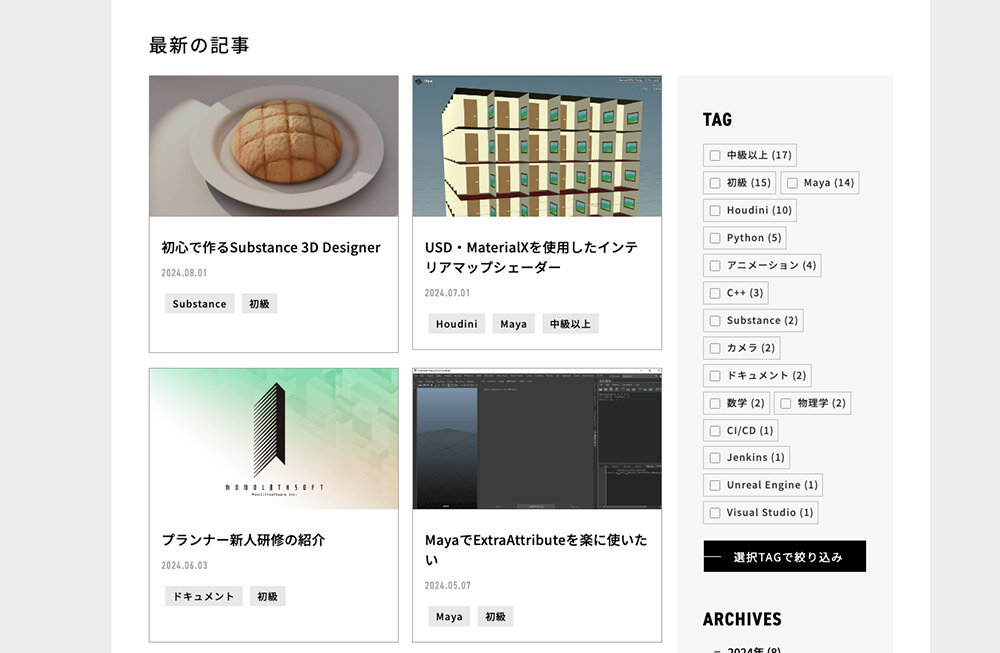 最新の記事
初心で作るSubstance 3D Designer
2024.08.01
Substance
初級
USD・MaterialXを使用したインテ
リアマップシェーダー
2024.07.01
Houdini
Maya
中級以上
MONOLITHSOFT
Monolithsoftware inc.
プランナー新人研修の紹介
2024.06.03
ドキュメント
初級
MayaでExtraAttributeを楽に使いた
い
2024.05.07
Maya
初級
TAG
中級以上 (17)
初級 (15)
Maya (14)
Houdini (10)
Python (5)
アニメーション (4)
C++ (3)
Substance (2)
カメラ (2)
ドキュメント (2)
数学 (2)
物理学 (2)
CI/CD (1)
Jenkins (1)
Unreal Engine (1)
Visual Studio (1)
選択TAGで絞り込み
ARCHIVES
2024年 (8)